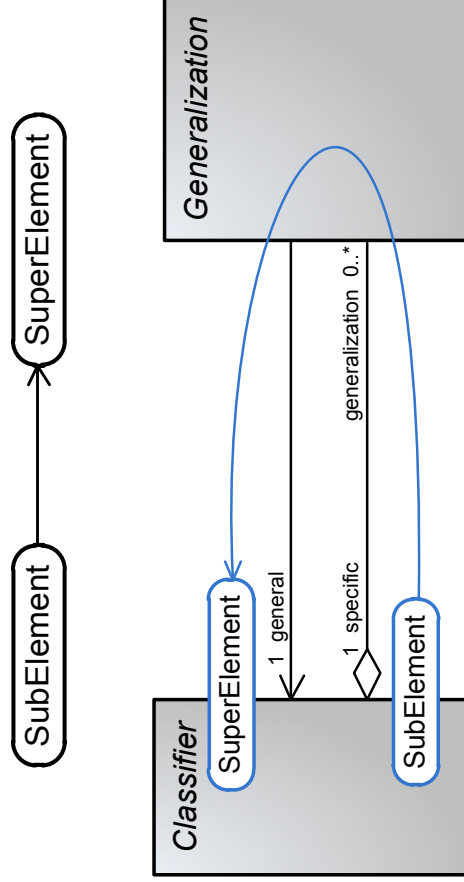 SubElement
SuperElement
Classifier
Generalization
SuperElement
1 general
1 specific
generalization 0..*
SubElement